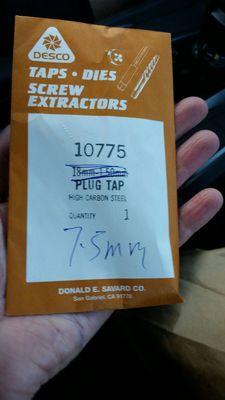 DESCO
TAPS • DIES
SCREW
EXTRACTORS
10775
18mm-1.50mm
PLUG TAP
HIGH CARBON STEEL
QUANTITY 1
7.5mm
DONALD E. SAVARD CO.
San Gabriel, CA 91776